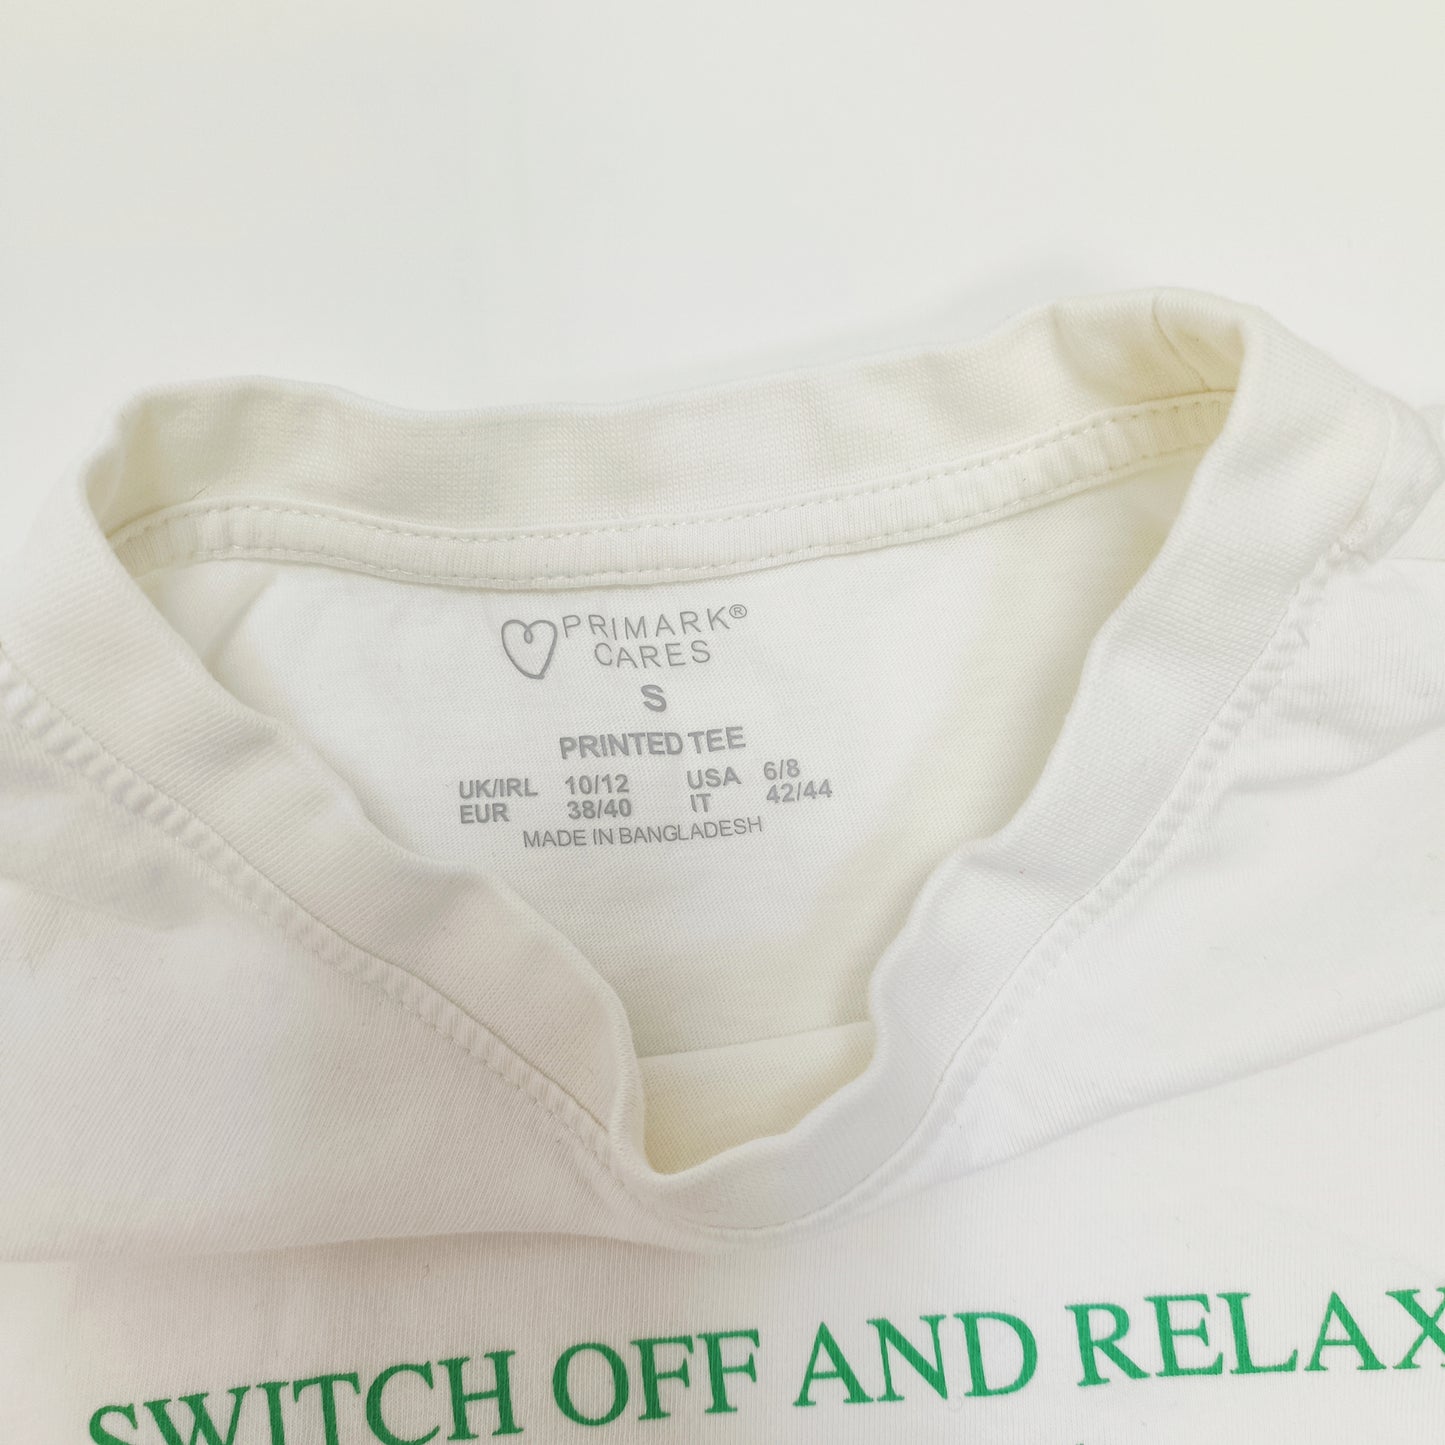 PRIMARK®
CARES
S
PRINTED TEE
UK/IRL 10/12 USA 6/8
EUR 38/40 IT 42/44
MADE IN BANGLADESH
SWITCH OFF AND RELAX